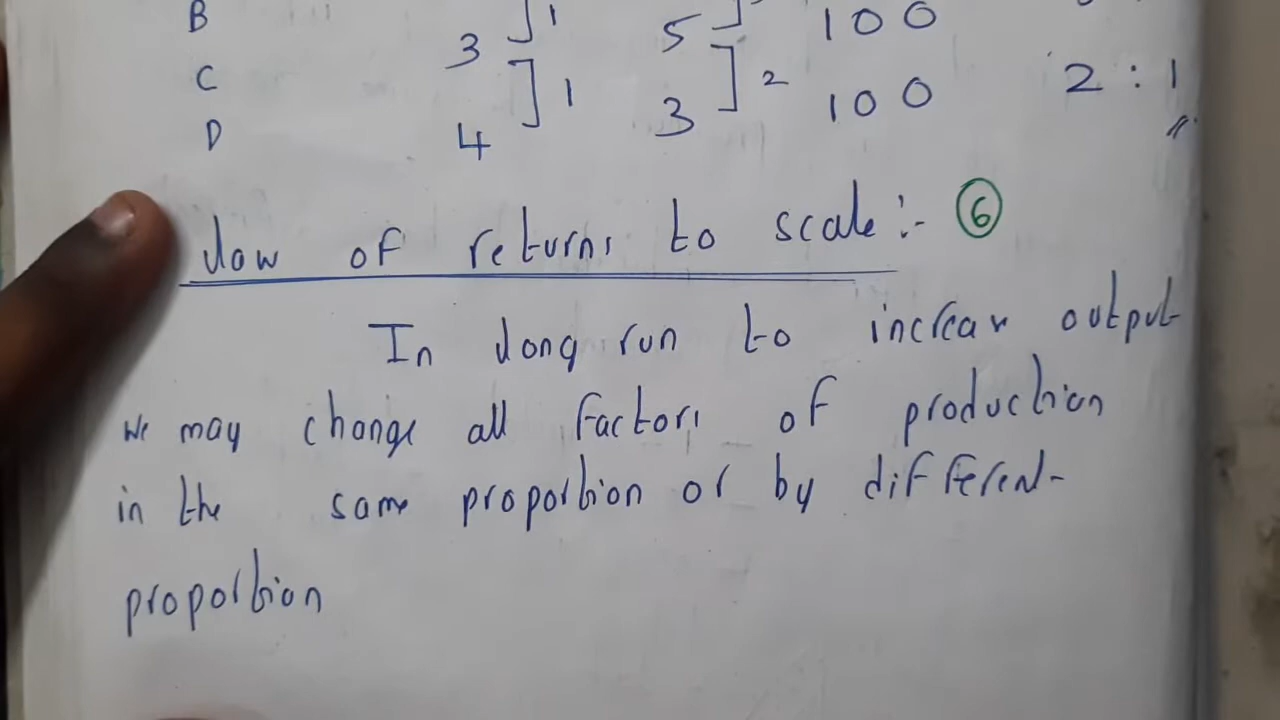 B ] 1 5 ] 100
3
C ] 1 ] 2 2 : 1
3 100
D 4
Law of returns to scale :- 6
In long run to increase output
we may change all factors of production
in the same proportion or by different
proportion